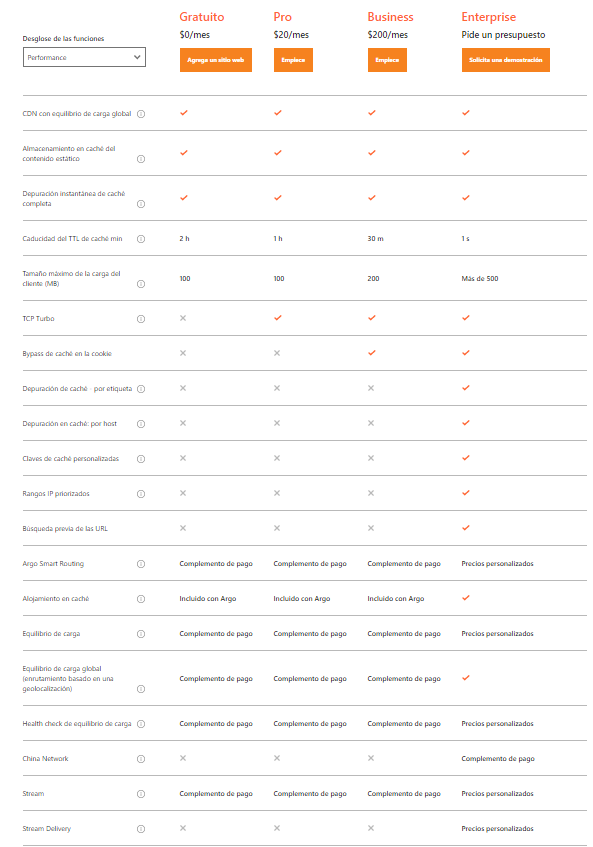 Gratuito Pro Business Enterprise
$0/mes $20/mes $200/mes Pide un presupuesto
Desglose de las funciones
Performance
Agrega un sitio web Empiece Empiece Solicita una demostración
CDN con equilibrio de carga global
Almacenamiento en caché del
contenido estático
Depuración instantánea de caché
completa
Caducidad del TTL de caché mín 2 h 1 h 30 m 1 s
Tamaño máximo de la carga del
cliente (MB) 100 100 200 Más de 500
TCP Turbo
Bypass de caché en la cookie
Depuración de caché - por etiqueta
Depuración en caché: por host
Claves de caché personalizadas
Rangos IP priorizados
Búsqueda previa de las URL
Argo Smart Routing Complemento de pago Complemento de pago Complemento de pago Precios personalizados
Alojamiento en caché Incluido con Argo Incluido con Argo Incluido con Argo
Equilibrio de carga Complemento de pago Complemento de pago Complemento de pago Precios personalizados
Equilibrio de carga global
(enrutamiento basado en una
geolocalización) Complemento de pago Complemento de pago Complemento de pago
Health check de equilibrio de carga Complemento de pago Complemento de pago Complemento de pago Precios personalizados
China Network Complemento de pago
Stream Complemento de pago Complemento de pago Complemento de pago Precios personalizados
Stream Delivery Precios personalizados